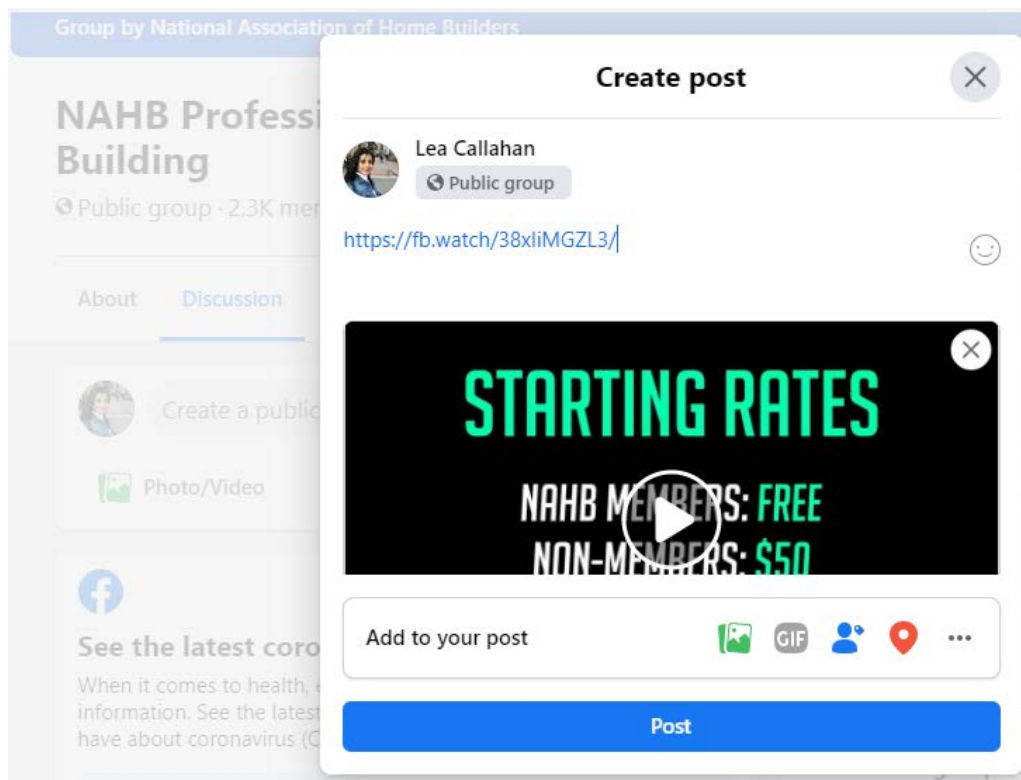 Group by National Association of Home Builders
NAHB Professi
Building
Public group · 2.3K mer
About Discussion
Create a public
Photo/Video
See the latest coro
When it comes to health, e
information. See the latest
have about coronavirus (C
Create post
Lea Callahan
Public group
https://fb.watch/38xliMGZL3/
STARTING RATES
NAHB MEMBERS: FREE
NON-MEMBERS: $50
Add to your post
GIF
Post